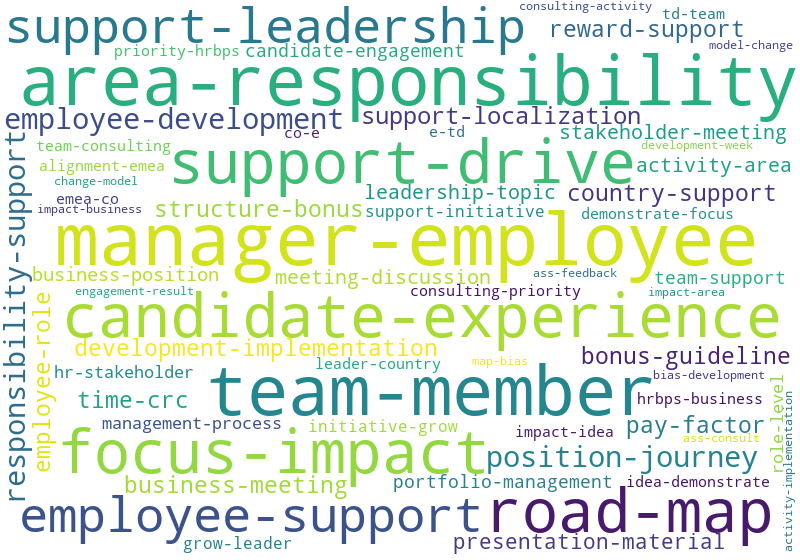 consulting-activity
support-leadership
td-team
reward-support
priority-hrbps
candidate-engagement
model-change
area-responsibility
employee-development
support-localization
co-e
e-td
stakeholder-meeting
team-consulting
support-drive
development-week
alignment-emea
activity-area
change-model
emea-co
leadership-topic
country-support
impact-business
structure-bonus
support-initiative
demonstrate-focus
responsibility-support
manager-employee
business-position
meeting-discussion
ass-feedback
team-support
engagement-result
consulting-priority
impact-area
employee-role
candidate-experience
development-implementation
bonus-guideline
hr-stakeholder
leader-country
map-bias
bias-development
team-member
time-crc
hrbps-business
role-level
management-process
initiative-grow
impact-idea
pay-factor
ass-consult
activity-implementation
focus-impact
position-journey
business-meeting
portfolio-management
idea-demonstrate
employee-support
road-map
grow-leader
presentation-material